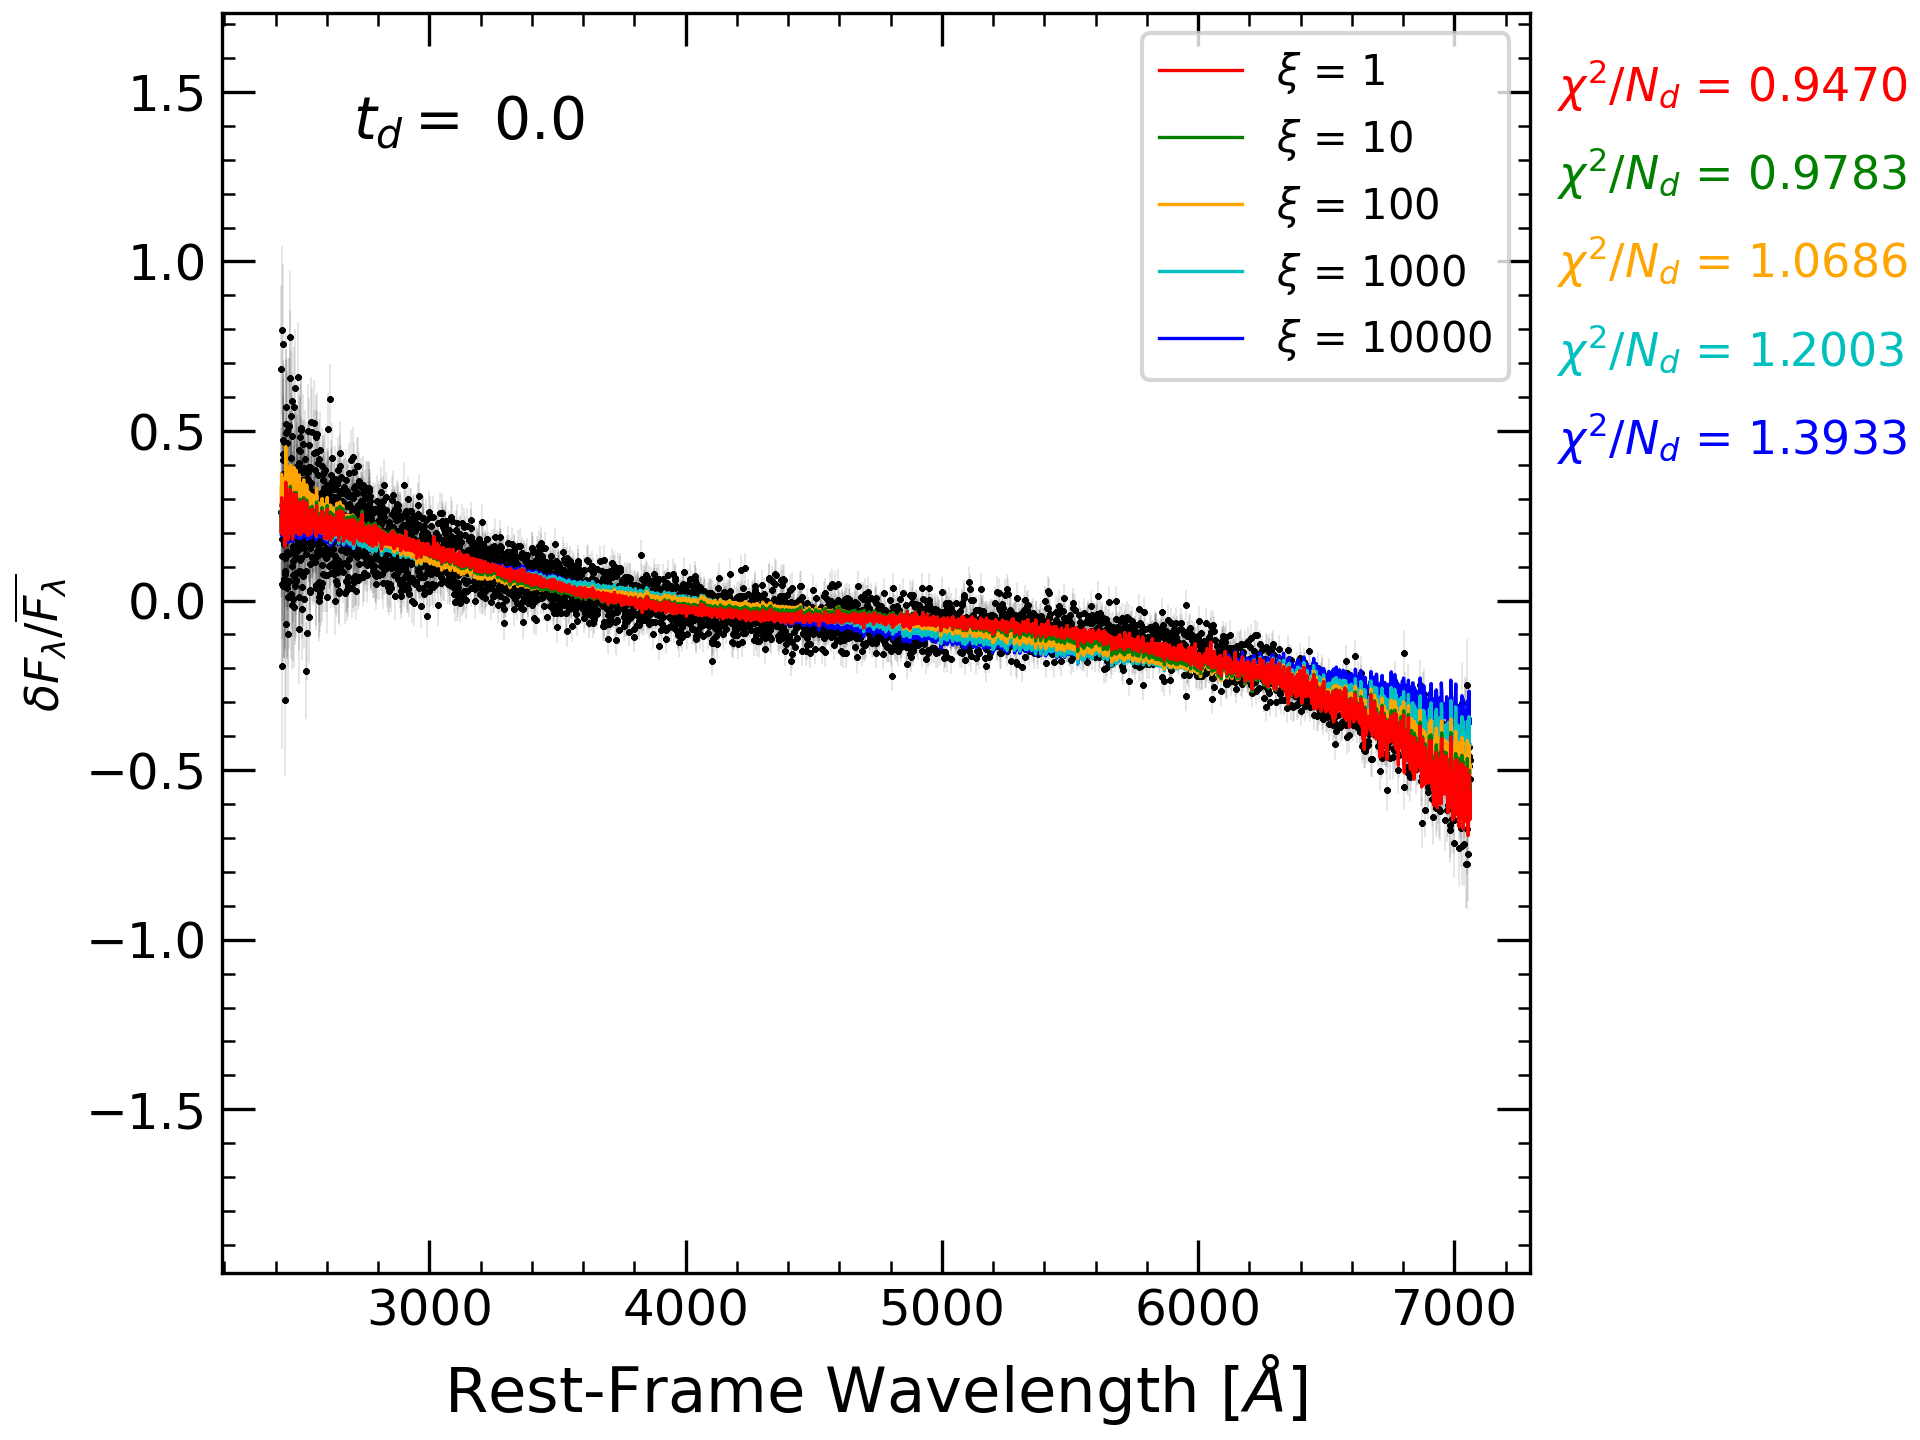 t_d = 0.0
ξ = 1
ξ = 10
ξ = 100
ξ = 1000
ξ = 10000
χ²/N_d = 0.9470
χ²/N_d = 0.9783
χ²/N_d = 1.0686
χ²/N_d = 1.2003
χ²/N_d = 1.3933
1.5
1.0
0.5
0.0
−0.5
−1.0
−1.5
δF_λ/F̅_λ
3000 4000 5000 6000 7000
Rest-Frame Wavelength [Å]